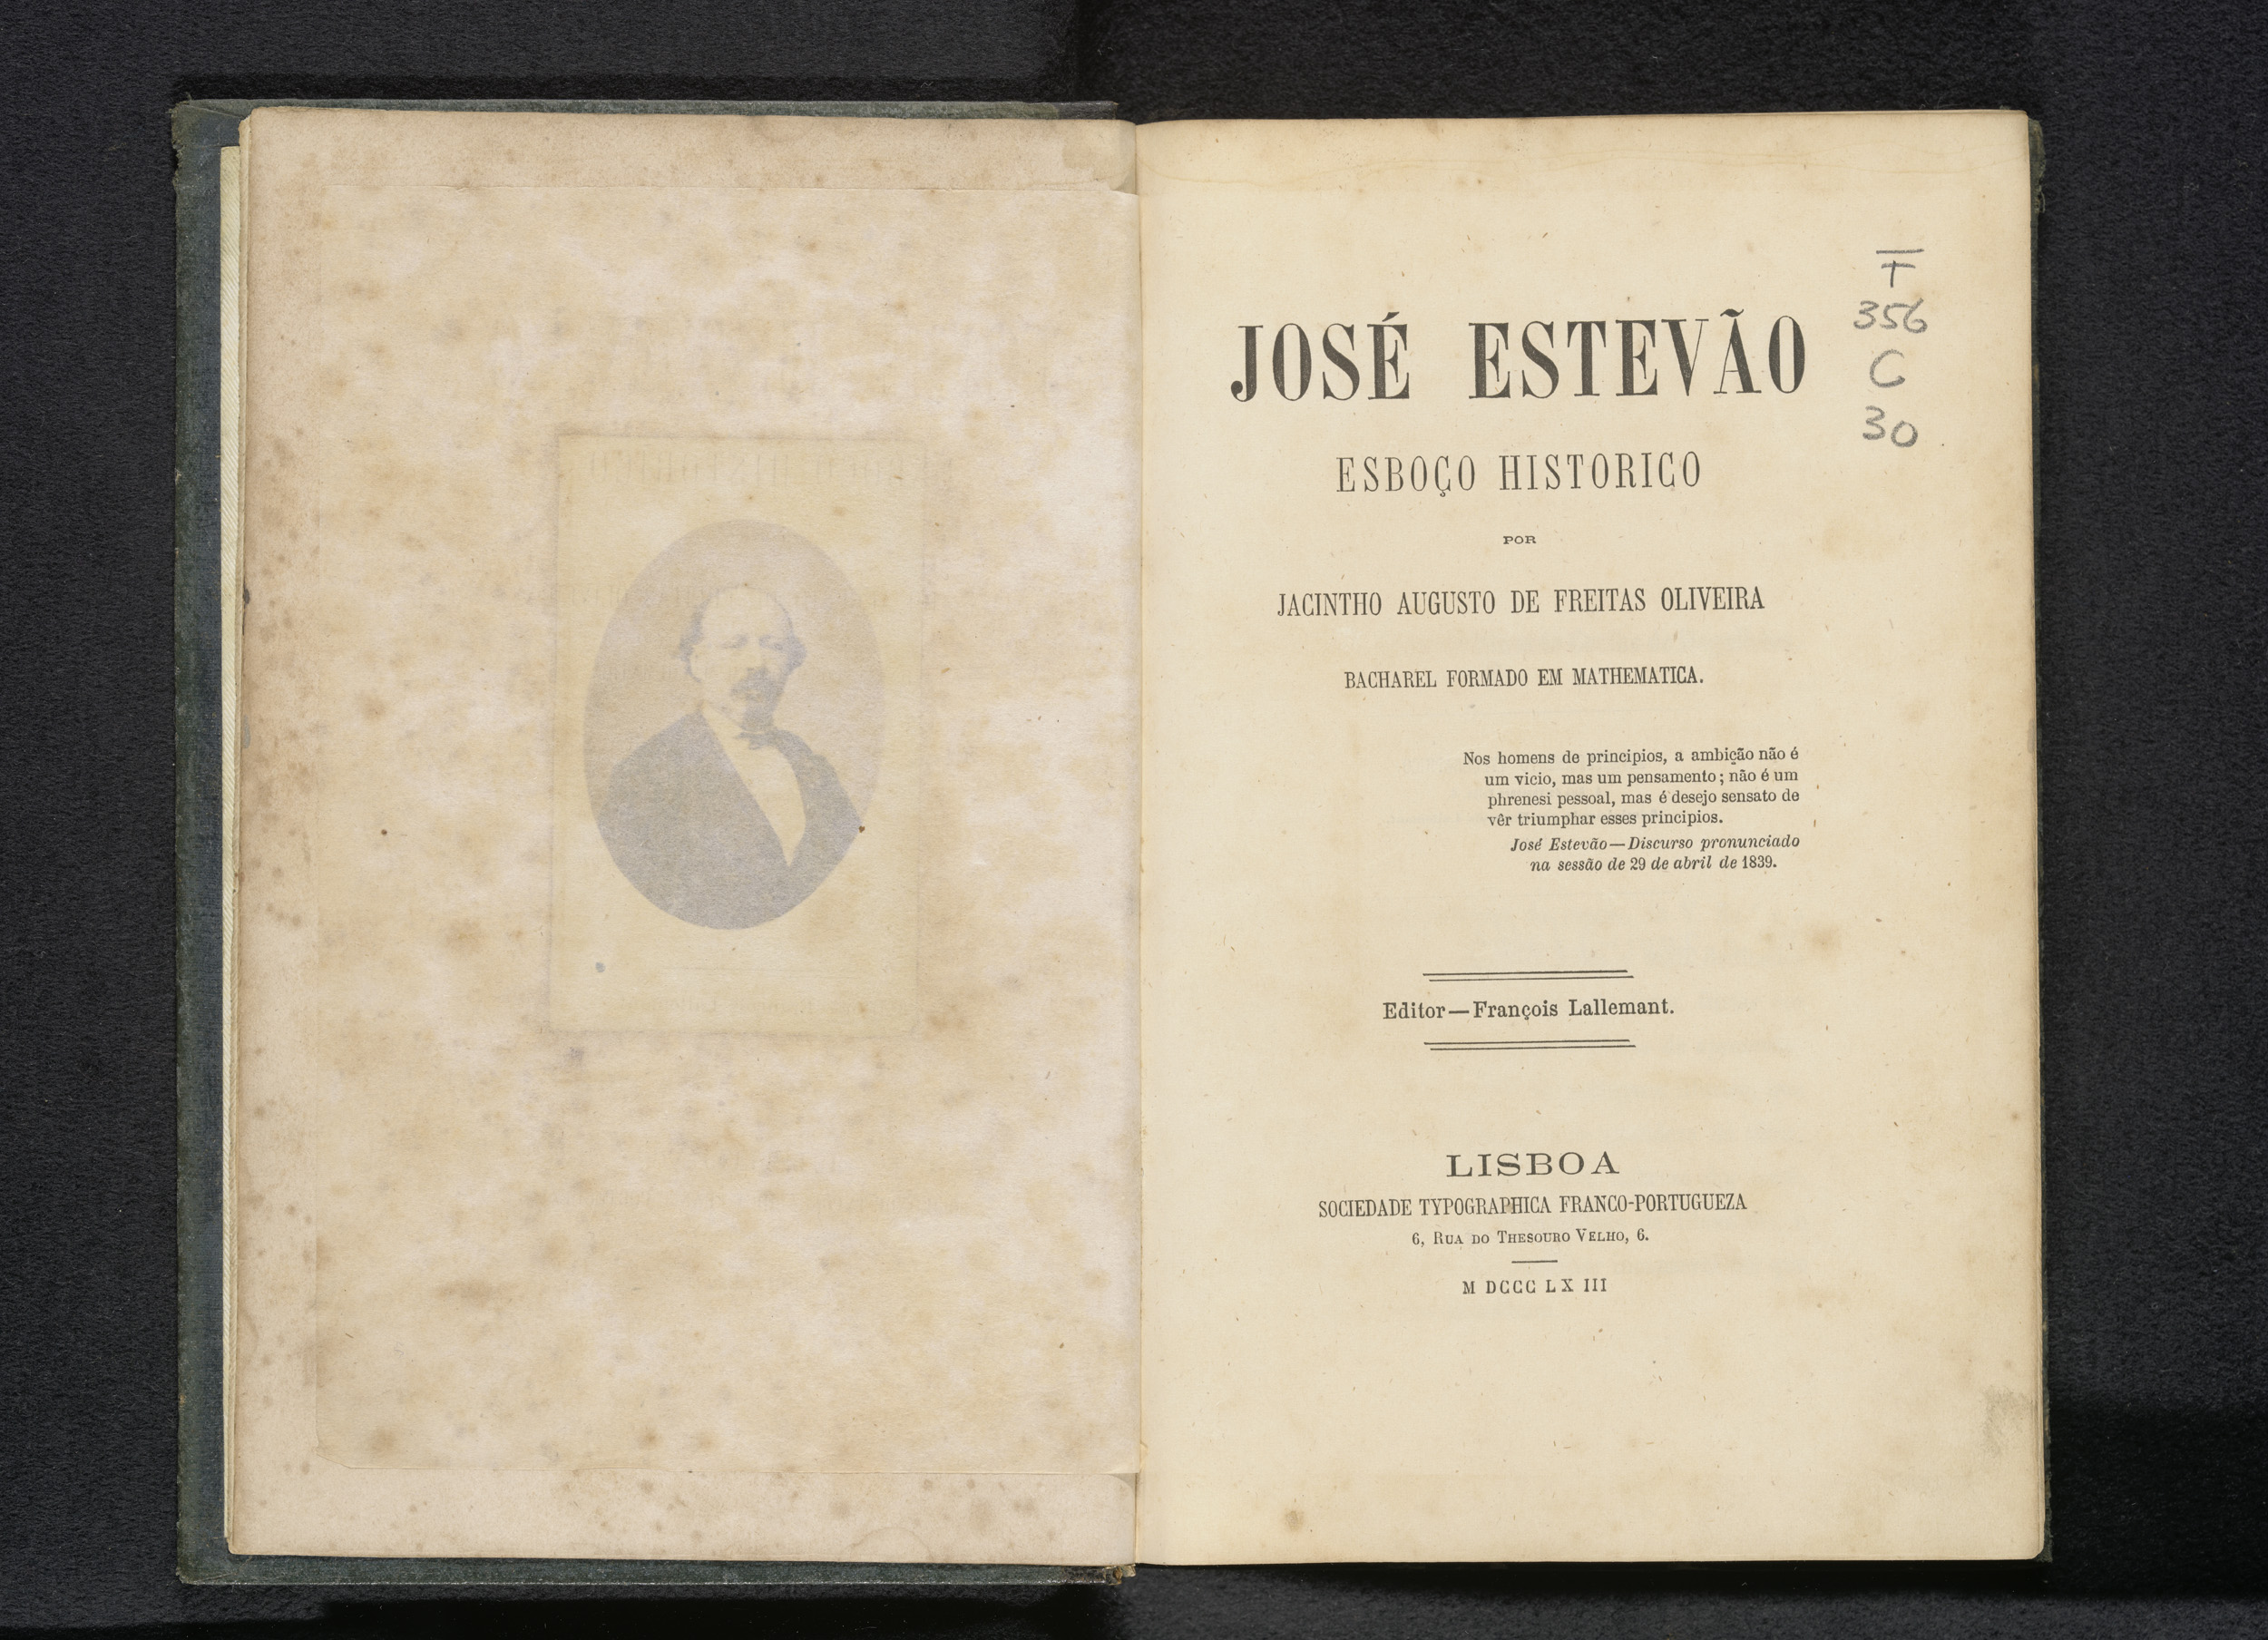 JOSÉ ESTEVÃO
ESBOÇO HISTORICO
POR
JACINTHO AUGUSTO DE FREITAS OLIVEIRA
BACHAREL FORMADO EM MATHEMATICA.
Nos homens de principios, a ambição não é
um vicio, mas um pensamento; não é um
phrenesi pessoal, mas é desejo sensato de
vêr triumphar esses principios.
José Estevão—Discurso pronunciado
na sessão de 29 de abril de 1839.
Editor—François Lallemant.
LISBOA
SOCIEDADE TYPOGRAPHICA FRANCO-PORTUGUEZA
6, RUA DO THESOURO VELHO, 6.
M DCCC LX III
T
356
C
30